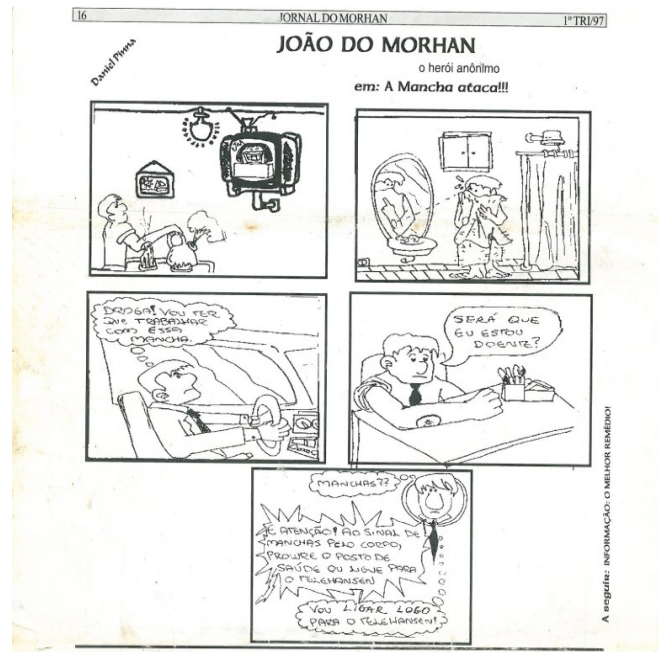 16
JORNAL DO MORHAN
1º TRI/97
Daniel Pinna
JOÃO DO MORHAN
o herói anônimo
em: A Mancha ataca!!!
DROGA! VOU TER
QUE TRABALHAR
COM ESSA
MANCHA.
SERÁ QUE
EU ESTOU
DOENTE?
MANCHAS??
E ATENÇÃO! AO SINAL DE
MANCHAS PELO CORPO,
PROCURE O POSTO DE
SAÚDE OU LIGUE PARA
O TELEHANSEN
VOU LIGAR LOGO
PARA O TELEHANSEN!
A seguir: INFORMAÇÃO: O MELHOR REMÉDIO!